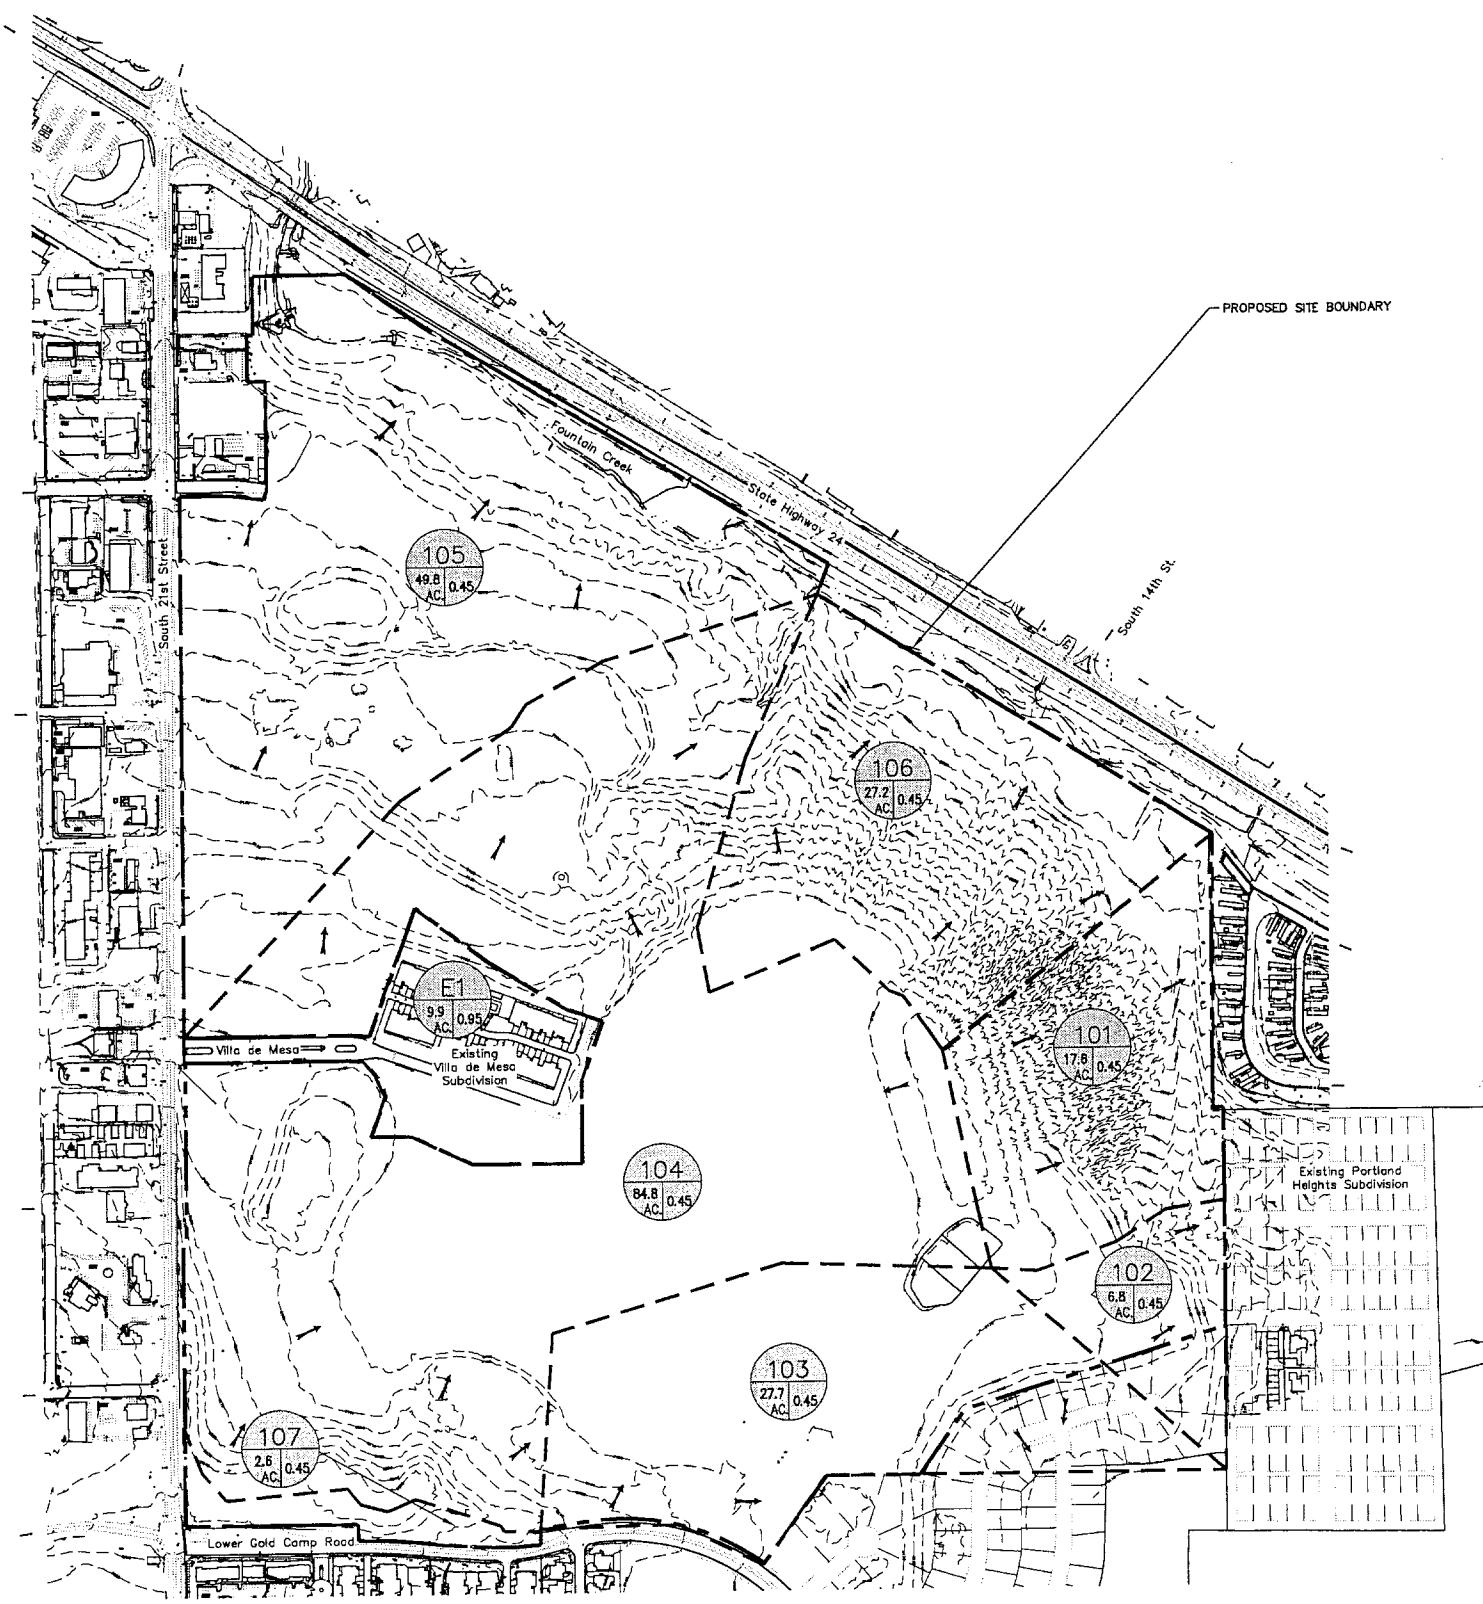 PROPOSED SITE BOUNDARY
Fountain Creek
State Highway 24
South 14th St.
South 21st Street
105
49.8
AC.
0.45
106
27.2
AC.
0.45
E1
9.9
AC.
0.95
101
17.6
AC.
0.45
Villa de Mesa
Existing
Villa de Mesa
Subdivision
104
84.8
AC.
0.45
Existing Portland
Heights Subdivision
102
6.8
AC.
0.45
103
27.7
AC.
0.45
107
2.6
AC.
0.45
Lower Gold Camp Road